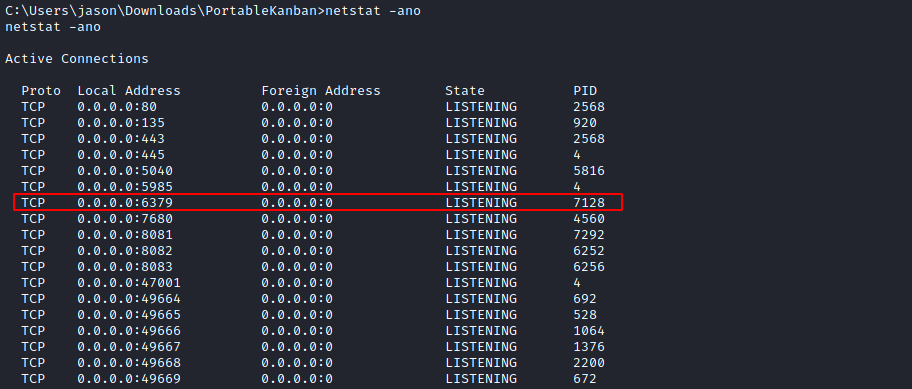 C:\Users\jason\Downloads\PortableKanban>netstat -ano
netstat -ano
Active Connections
Proto Local Address Foreign Address State PID
TCP 0.0.0.0:80 0.0.0.0:0 LISTENING 2568
TCP 0.0.0.0:135 0.0.0.0:0 LISTENING 920
TCP 0.0.0.0:443 0.0.0.0:0 LISTENING 2568
TCP 0.0.0.0:445 0.0.0.0:0 LISTENING 4
TCP 0.0.0.0:5040 0.0.0.0:0 LISTENING 5816
TCP 0.0.0.0:5985 0.0.0.0:0 LISTENING 4
TCP 0.0.0.0:6379 0.0.0.0:0 LISTENING 7128
TCP 0.0.0.0:7680 0.0.0.0:0 LISTENING 4560
TCP 0.0.0.0:8081 0.0.0.0:0 LISTENING 7292
TCP 0.0.0.0:8082 0.0.0.0:0 LISTENING 6252
TCP 0.0.0.0:8083 0.0.0.0:0 LISTENING 6256
TCP 0.0.0.0:47001 0.0.0.0:0 LISTENING 4
TCP 0.0.0.0:49664 0.0.0.0:0 LISTENING 692
TCP 0.0.0.0:49665 0.0.0.0:0 LISTENING 528
TCP 0.0.0.0:49666 0.0.0.0:0 LISTENING 1064
TCP 0.0.0.0:49667 0.0.0.0:0 LISTENING 1376
TCP 0.0.0.0:49668 0.0.0.0:0 LISTENING 2200
TCP 0.0.0.0:49669 0.0.0.0:0 LISTENING 672